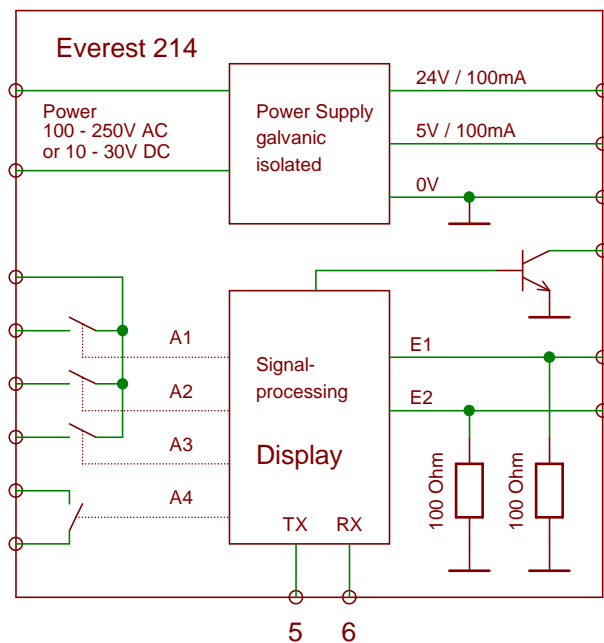 Everest 214
Power
100 - 250V AC
or 10 - 30V DC
Power Supply
galvanic
isolated
24V / 100mA
5V / 100mA
0V
A1
A2
A3
A4
Signal-
processing
Display
TX
RX
E1
E2
100 Ohm
100 Ohm
5
6